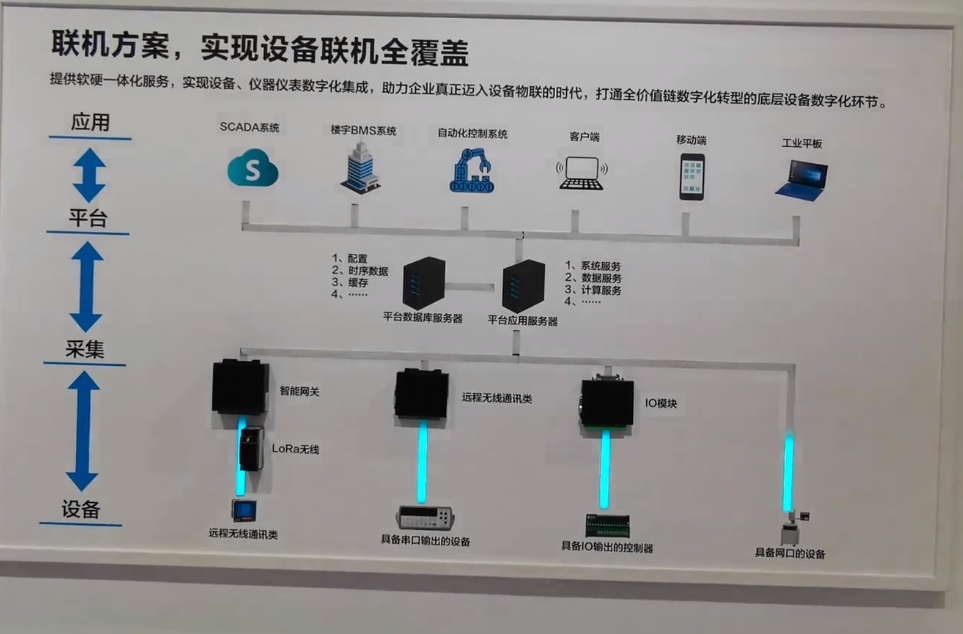 联机方案，实现设备联机全覆盖
提供软硬一体化服务，实现设备、仪器仪表数字化集成，助力企业真正迈入设备物联的时代，打通全价值链数字化转型的底层设备数字化环节。
应用
SCADA系统
楼宇BMS系统
自动化控制系统
客户端
移动端
工业平板
S
平台
1、配置
2、时序数据
3、缓存
4、……
平台数据库服务器
平台应用服务器
1、系统服务
2、数据服务
3、计算服务
4、……
采集
智能网关
远程无线通讯类
IO模块
LoRa无线
设备
远程无线通讯类
具备串口输出的设备
具备IO输出的控制器
具备网口的设备